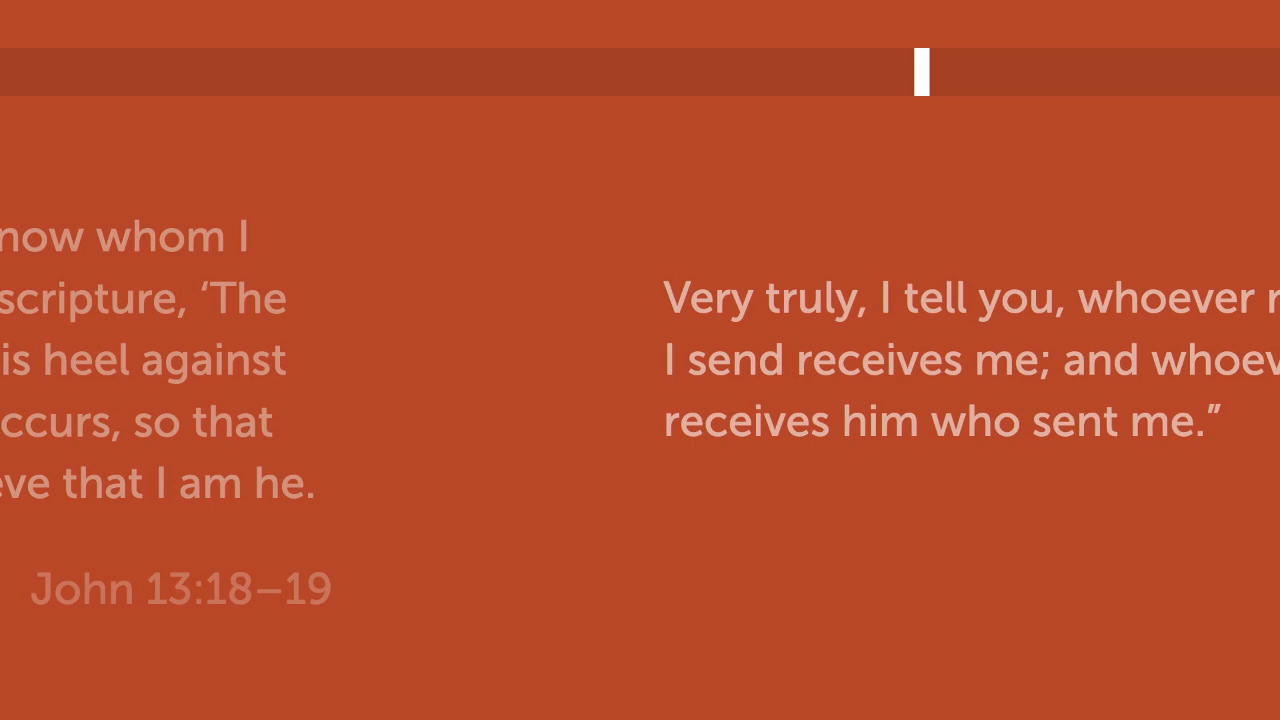 now whom I
scripture, ‘The
is heel against
ccurs, so that
eve that I am he.
John 13:18–19
Very truly, I tell you, whoever r
I send receives me; and whoev
receives him who sent me.”